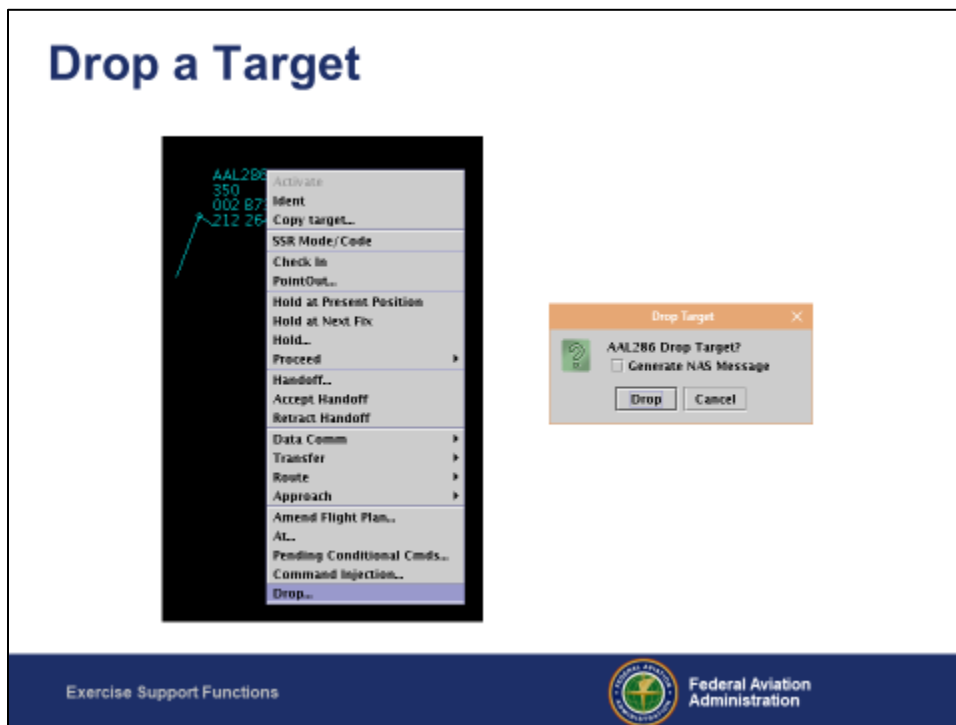 Drop a Target
AAL286
350
002 B7
212 26
Activate
Ident
Copy target...
SSR Mode/Code
Check In
PointOut...
Hold at Present Position
Hold at Next Fix
Hold...
Proceed
Handoff...
Accept Handoff
Retract Handoff
Data Comm
Transfer
Route
Approach
Amend Flight Plan...
At...
Pending Conditional Cmds...
Command Injection...
Drop...
Drop Target
AAL286 Drop Target?
Generate NAS Message
Drop Cancel
Exercise Support Functions
Federal Aviation
Administration